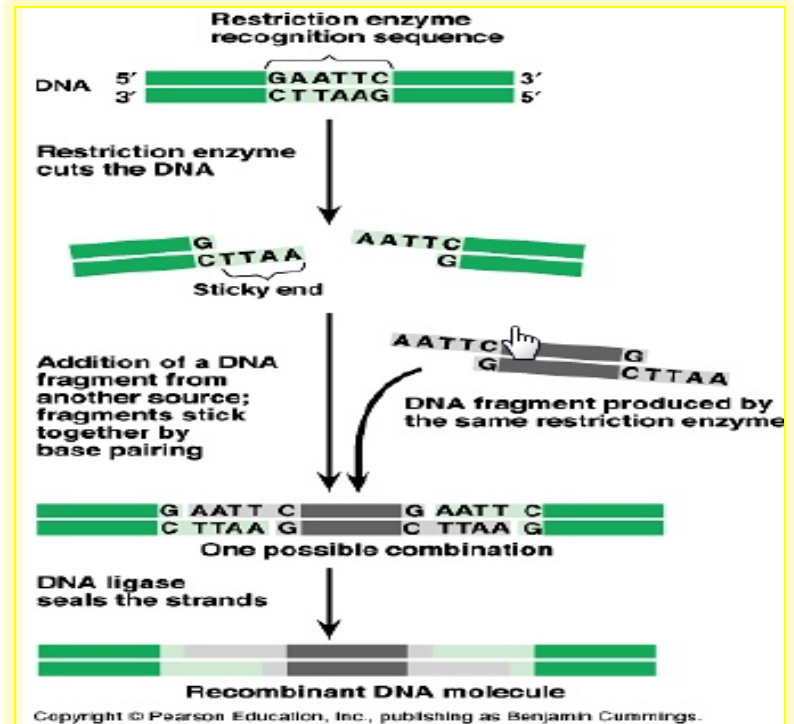 Restriction enzyme
recognition sequence
DNA 5′ GAATTC 3′
3′ CTTAAG 5′
Restriction enzyme
cuts the DNA
G AATTC
CTTAA G
Sticky end
AATTC G
G CTTAA
Addition of a DNA
fragment from
another source;
fragments stick
together by
base pairing
DNA fragment produced by
the same restriction enzyme
G AATT C G AATT C
C TTAA G C TTAA G
One possible combination
DNA ligase
seals the strands
Recombinant DNA molecule
Copyright © Pearson Education, Inc., publishing as Benjamin Cummings.